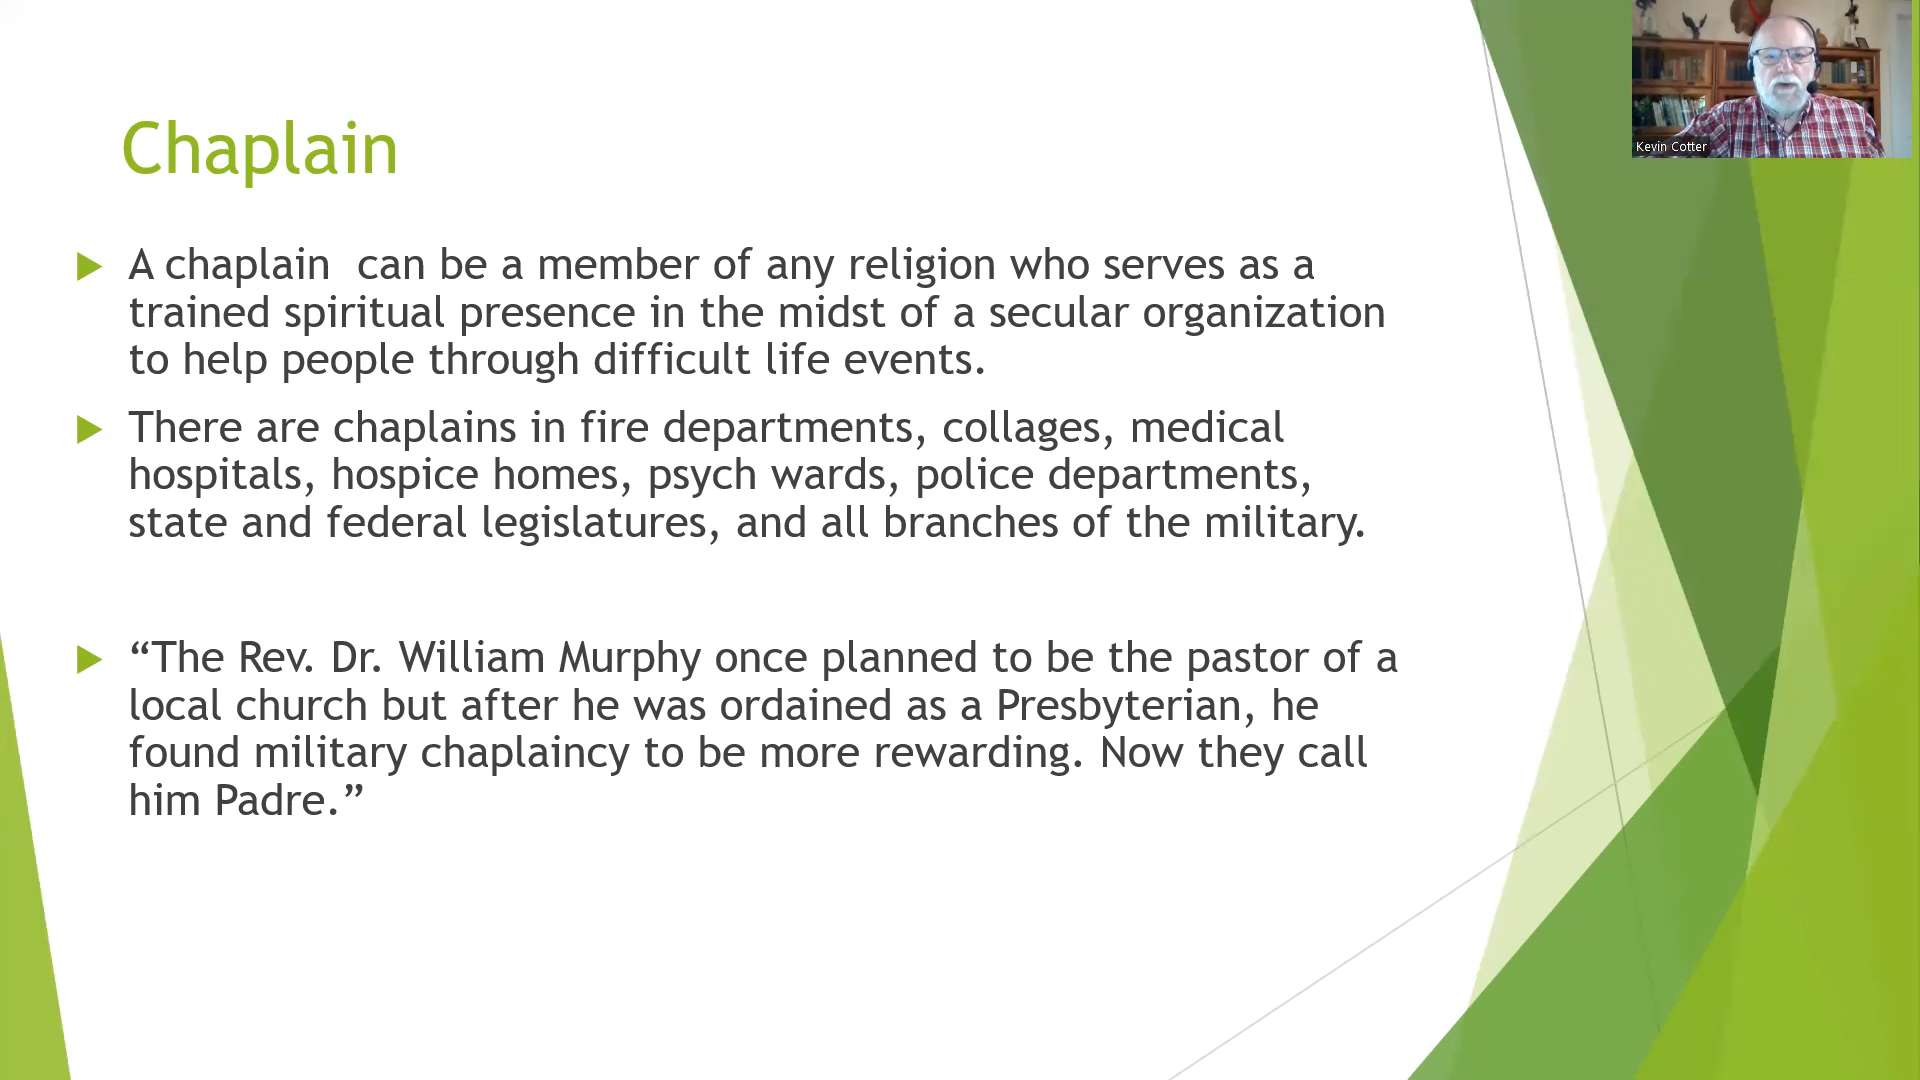 Kevin Cotter
Chaplain
A chaplain  can be a member of any religion who serves as a
trained spiritual presence in the midst of a secular organization
to help people through difficult life events.
There are chaplains in fire departments, collages, medical
hospitals, hospice homes, psych wards, police departments,
state and federal legislatures, and all branches of the military.
“The Rev. Dr. William Murphy once planned to be the pastor of a
local church but after he was ordained as a Presbyterian, he
found military chaplaincy to be more rewarding. Now they call
him Padre.”